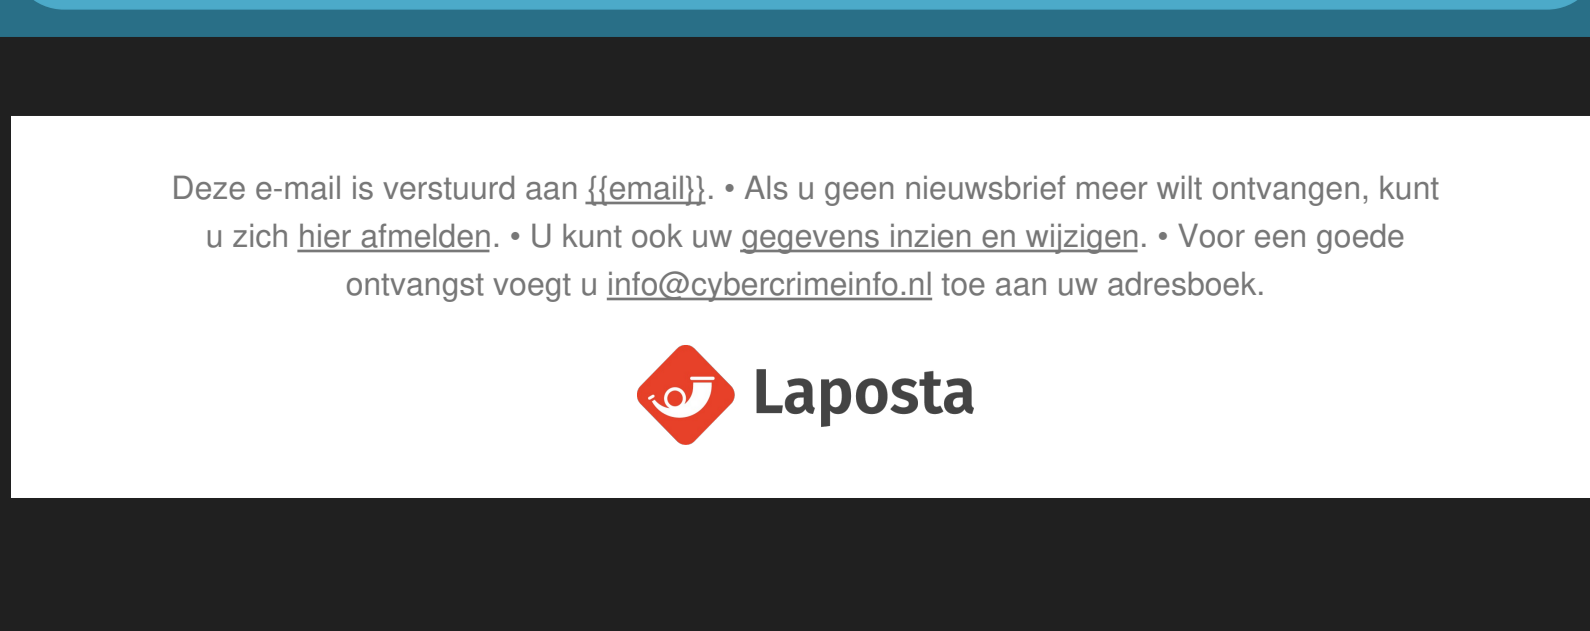 Deze e-mail is verstuurd aan {{email}}. • Als u geen nieuwsbrief meer wilt ontvangen, kunt
u zich hier afmelden. • U kunt ook uw gegevens inzien en wijzigen. • Voor een goede
ontvangst voegt u info@cybercrimeinfo.nl toe aan uw adresboek.
Laposta